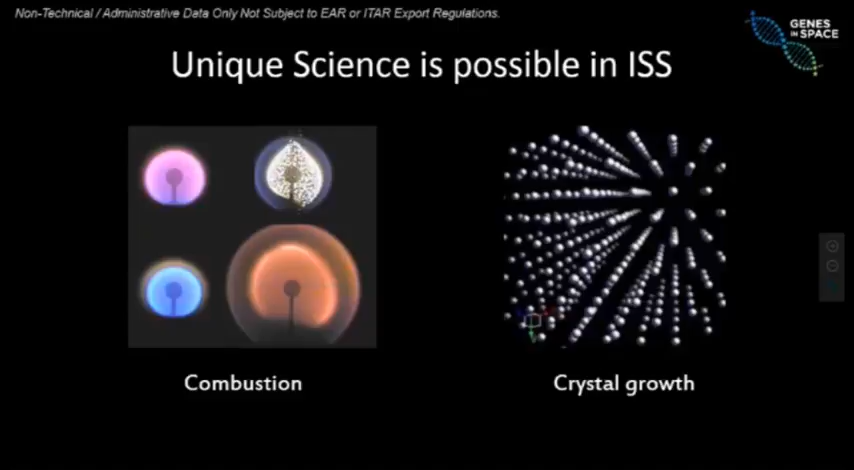 Non-Technical / Administrative Data Only Not Subject to EAR or ITAR Export Regulations.
GENES
IN SPACE
Unique Science is possible in ISS
Combustion
Crystal growth